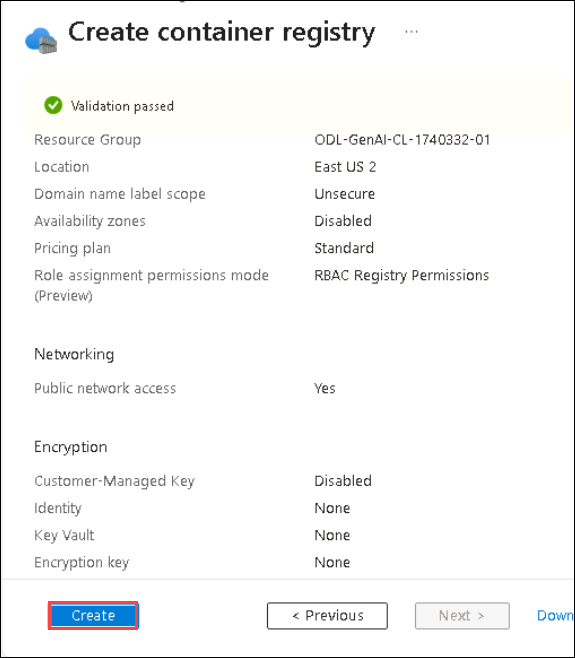 Create container registry ...
Validation passed
Resource Group ODL-GenAI-CL-1740332-01
Location East US 2
Domain name label scope Unsecure
Availability zones Disabled
Pricing plan Standard
Role assignment permissions mode RBAC Registry Permissions
(Preview)
Networking
Public network access Yes
Encryption
Customer-Managed Key Disabled
Identity None
Key Vault None
Encryption key None
Create < Previous Next > Down